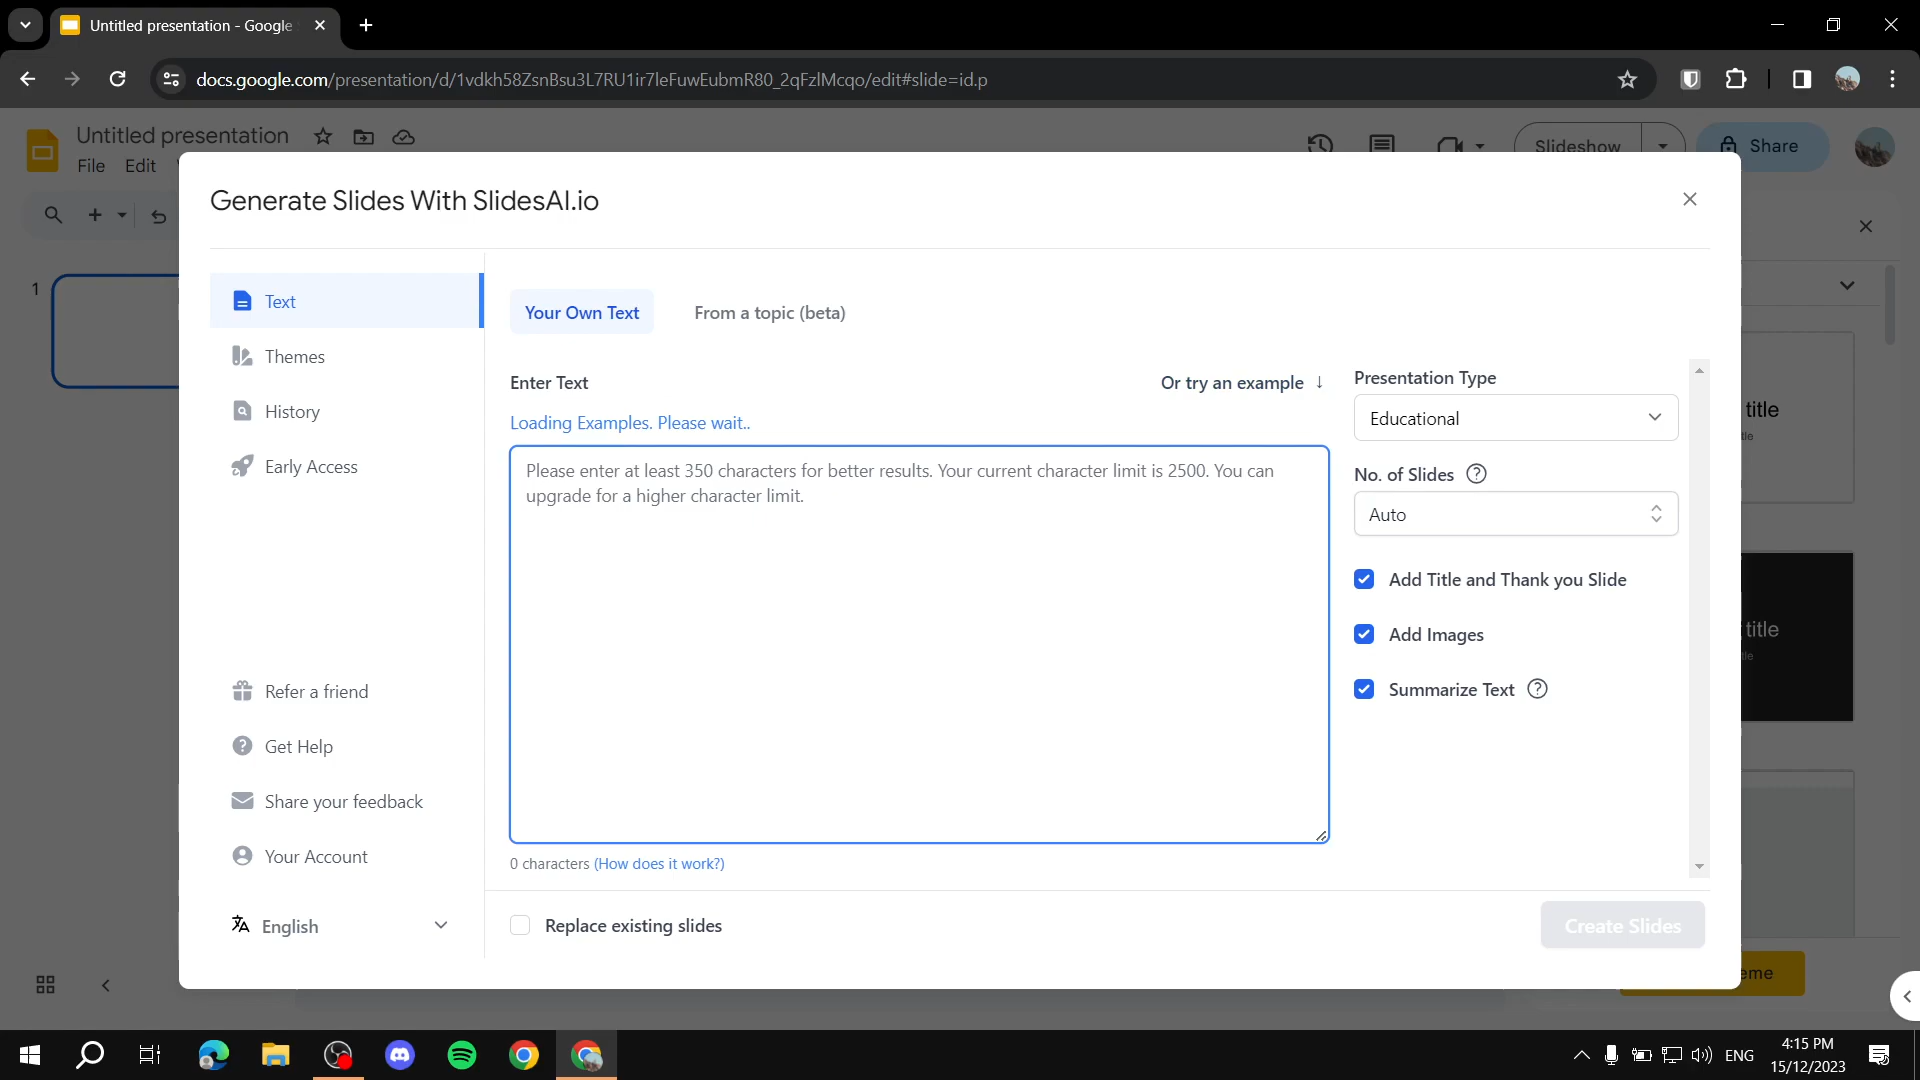 Untitled presentation - Google
docs.google.com/presentation/d/1vdkh58ZsnBsu3L7RU1ir7leFuwEubmR80_2qFzlMcqo/edit#slide=id.p
Untitled presentation
File Edit
Slideshow
Share
Generate Slides With SlidesAI.io
1
Text
Themes
History
Early Access
Refer a friend
Get Help
Share your feedback
Your Account
English
Your Own Text
From a topic (beta)
Enter Text
Or try an example ↓
Loading Examples. Please wait..
Please enter at least 350 characters for better results. Your current character limit is 2500. You can
upgrade for a higher character limit.
0 characters (How does it work?)
Presentation Type
Educational
No. of Slides
Auto
Add Title and Thank you Slide
Add Images
Summarize Text
Replace existing slides
Create Slides
title
tle
title
tle
eme
ENG
4:15 PM
15/12/2023